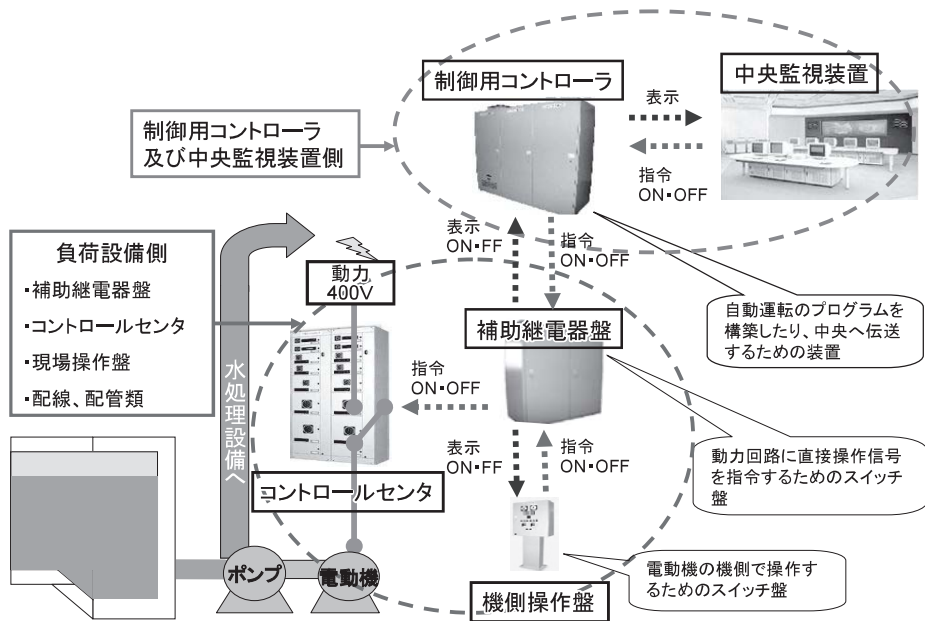 制御用コントローラ
中央監視装置
表示
指令
ON・OFF
制御用コントローラ
及び中央監視装置側
表示
ON・FF
指令
ON・OFF
負荷設備側
・補助継電器盤
・コントロールセンタ
・現場操作盤
・配線、配管類
動力
400V
自動運転のプログラムを
構築したり、中央へ伝送
するための装置
補助継電器盤
水処理設備へ
指令
ON・OFF
表示
ON・FF
指令
ON・OFF
動力回路に直接操作信号
を指令するためのスイッチ
盤
コントロールセンタ
ポンプ
電動機
機側操作盤
電動機の機側で操作す
るためのスイッチ盤